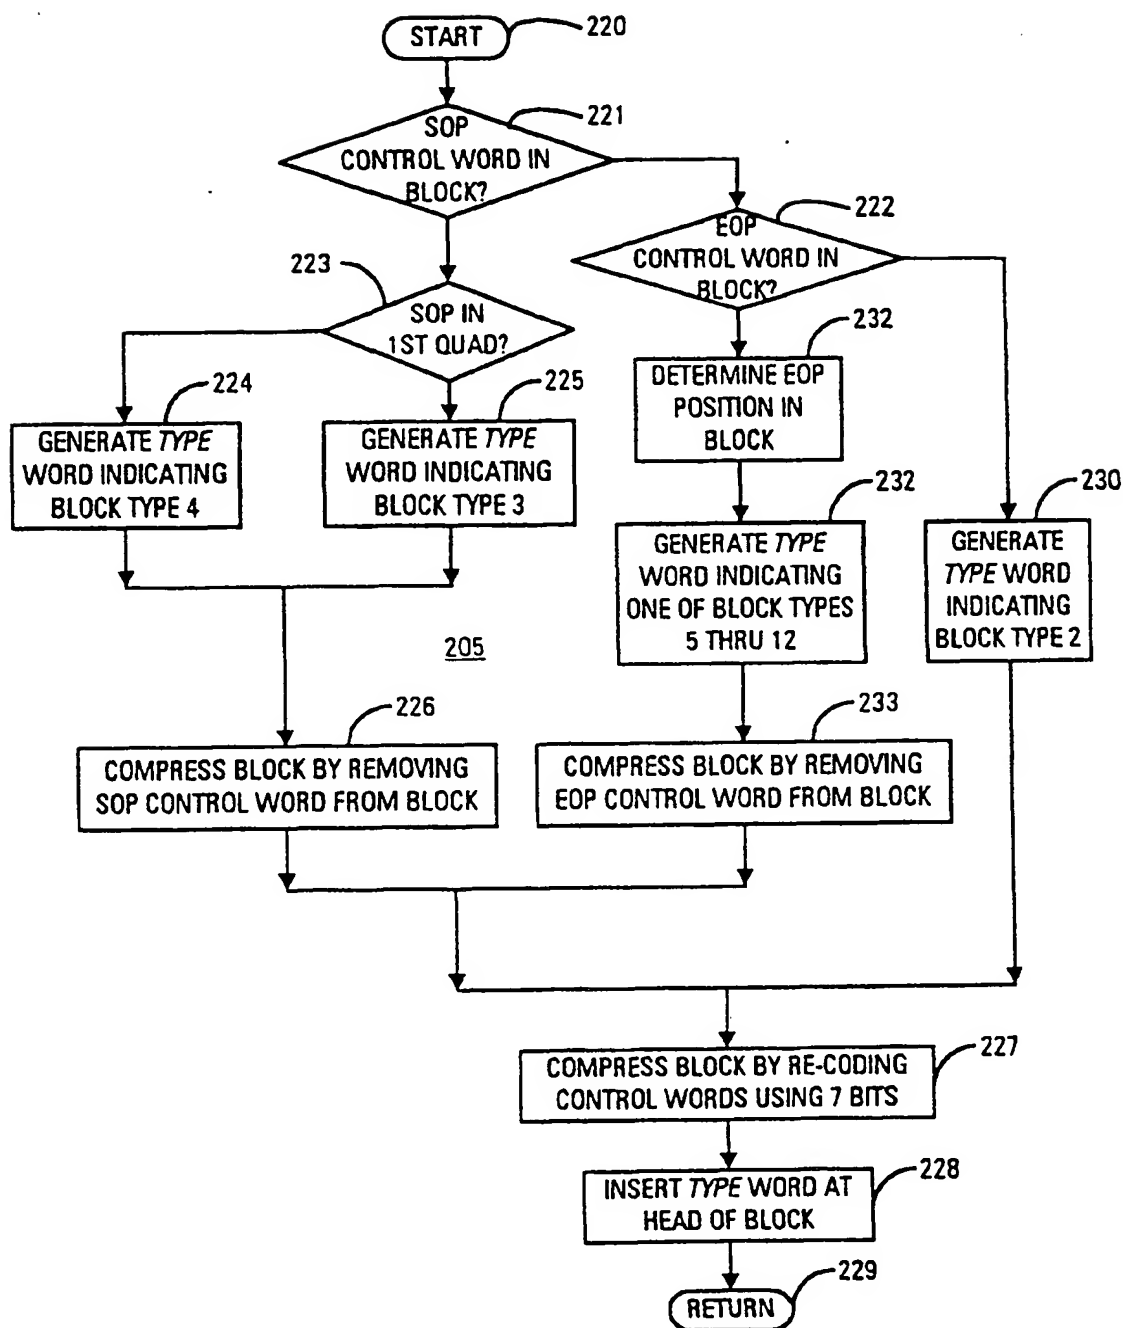 START
220
SOP
CONTROL WORD IN
BLOCK?
221
EOP
CONTROL WORD IN
BLOCK?
222
SOP IN
1ST QUAD?
223
GENERATE TYPE
WORD INDICATING
BLOCK TYPE 4
224
GENERATE TYPE
WORD INDICATING
BLOCK TYPE 3
225
DETERMINE EOP
POSITION IN
BLOCK
232
GENERATE TYPE
WORD INDICATING
ONE OF BLOCK TYPES
5 THRU 12
232
GENERATE
TYPE WORD
INDICATING
BLOCK TYPE 2
230
205
COMPRESS BLOCK BY REMOVING
SOP CONTROL WORD FROM BLOCK
226
COMPRESS BLOCK BY REMOVING
EOP CONTROL WORD FROM BLOCK
233
COMPRESS BLOCK BY RE-CODING
CONTROL WORDS USING 7 BITS
227
INSERT TYPE WORD AT
HEAD OF BLOCK
228
RETURN
229